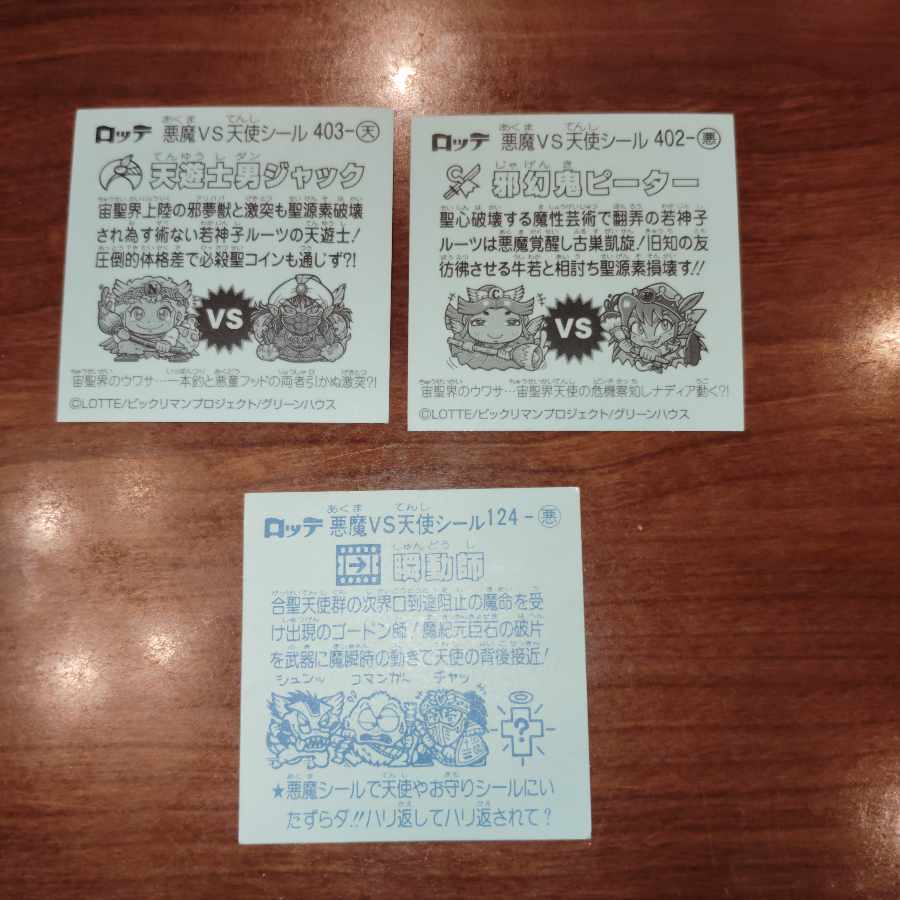 ロッテ 悪魔VS天使シール 403-天
天遊士男ジャック
宙聖界上陸の邪夢獣と激突も聖源素破壊
され為す術ない若神子ルーツの天遊士!
圧倒的体格差で必殺聖コインも通じず?!
N VS
宙聖界のウワサ…一本釣と悪童フッドの両者引かぬ激突?!
©LOTTE/ビックリマンプロジェクト/グリーンハウス
ロッテ 悪魔VS天使シール 402-悪
邪幻鬼ピーター
聖心破壊する魔性芸術で翻弄の若神子
ルーツは悪魔覚醒し古巣凱旋!旧知の友
彷彿させる牛若と相討ち聖源素損壊す!!
C VS
宙聖界のウワサ…宙聖界天使の危機察知しナディア動く?!
©LOTTE/ビックリマンプロジェクト/グリーンハウス
ロッテ 悪魔VS天使シール 124-悪
瞬動師
合聖天使群の次界口到達阻止の魔命を受
け出現のゴートン師!魔紀元巨石の破片
を武器に魔瞬時の動きで天使の背後接近!
シュンッ コマンガん チャッ
?
★悪魔シールで天使やお守りシールにい
たずらダ!!ハリ返してハリ返されて?